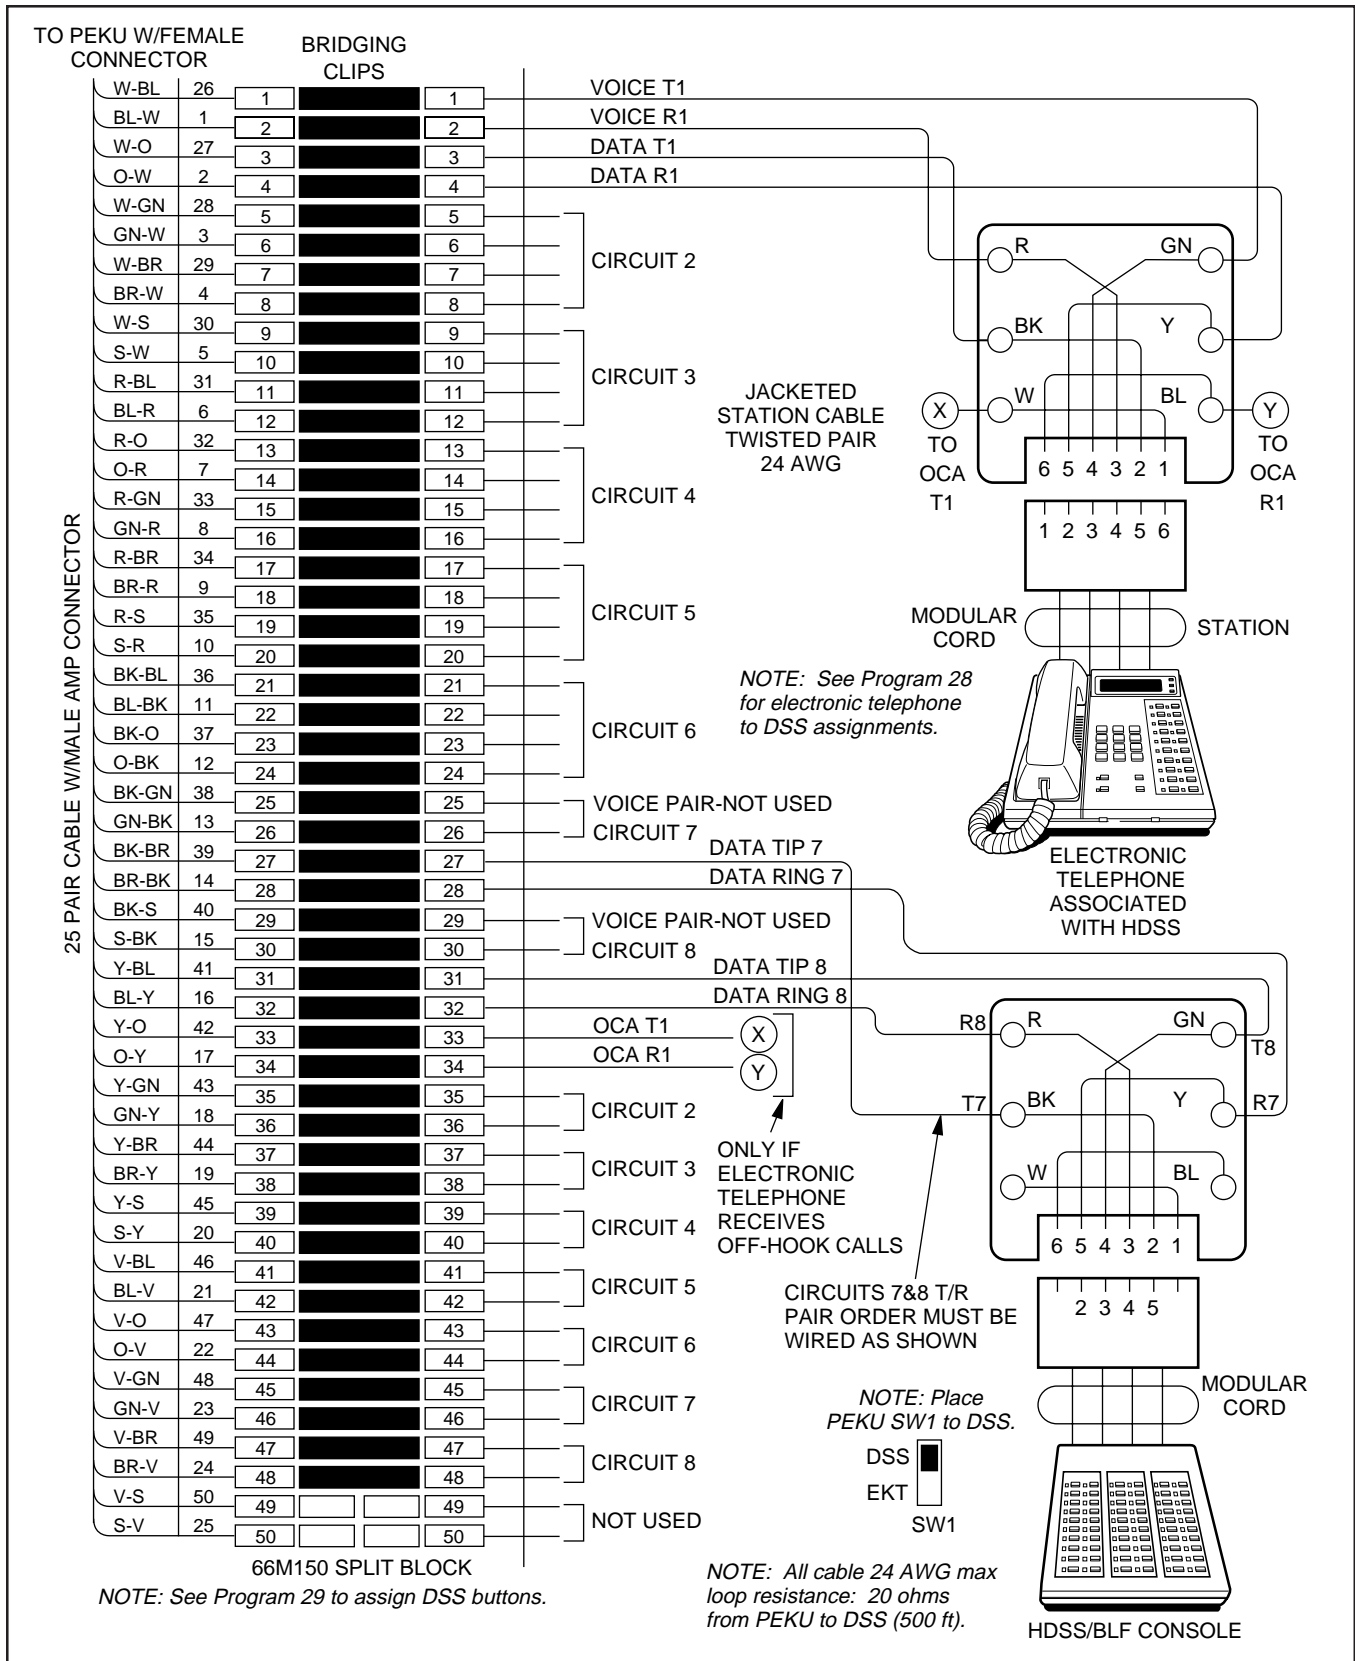 TO PEKU W/FEMALE
CONNECTOR
BRIDGING
CLIPS
25 PAIR CABLE W/MALE AMP CONNECTOR
W-BL 26 1 1 VOICE T1
BL-W 1 2 2 VOICE R1
W-O 27 3 3 DATA T1
O-W 2 4 4 DATA R1
W-GN 28 5 5
GN-W 3 6 6
CIRCUIT 2
W-BR 29 7 7
BR-W 4 8 8
W-S 30 9 9
S-W 5 10 10
CIRCUIT 3
R-BL 31 11 11
BL-R 6 12 12
R-O 32 13 13
O-R 7 14 14
CIRCUIT 4
R-GN 33 15 15
GN-R 8 16 16
R-BR 34 17 17
BR-R 9 18 18
CIRCUIT 5
R-S 35 19 19
S-R 10 20 20
BK-BL 36 21 21
BL-BK 11 22 22
CIRCUIT 6
BK-O 37 23 23
O-BK 12 24 24
BK-GN 38 25 25 VOICE PAIR-NOT USED
GN-BK 13 26 26 CIRCUIT 7
BK-BR 39 27 27 DATA TIP 7
BR-BK 14 28 28 DATA RING 7
BK-S 40 29 29 VOICE PAIR-NOT USED
S-BK 15 30 30 CIRCUIT 8
Y-BL 41 31 31 DATA TIP 8
BL-Y 16 32 32 DATA RING 8
Y-O 42 33 33 OCA T1 X
O-Y 17 34 34 OCA R1 Y
Y-GN 43 35 35
CIRCUIT 2
GN-Y 18 36 36
Y-BR 44 37 37
CIRCUIT 3
BR-Y 19 38 38
Y-S 45 39 39
CIRCUIT 4
S-Y 20 40 40
V-BL 46 41 41
CIRCUIT 5
BL-V 21 42 42
V-O 47 43 43
CIRCUIT 6
O-V 22 44 44
V-GN 48 45 45
CIRCUIT 7
GN-V 23 46 46
V-BR 49 47 47
CIRCUIT 8
BR-V 24 48 48
V-S 50 49 49
NOT USED
S-V 25 50 50
66M150 SPLIT BLOCK
NOTE: See Program 29 to assign DSS buttons.
JACKETED
STATION CABLE
TWISTED PAIR
24 AWG
R GN
BK Y
W BL
X
TO
OCA
T1
Y
TO
OCA
R1
6 5 4 3 2 1
1 2 3 4 5 6
MODULAR
CORD
STATION
NOTE: See Program 28
for electronic telephone
to DSS assignments.
ELECTRONIC
TELEPHONE
ASSOCIATED
WITH HDSS
R8 R GN T8
T7 BK Y R7
W BL
6 5 4 3 2 1
2 3 4 5
ONLY IF
ELECTRONIC
TELEPHONE
RECEIVES
OFF-HOOK CALLS
CIRCUITS 7&8 T/R
PAIR ORDER MUST BE
WIRED AS SHOWN
MODULAR
CORD
NOTE: Place
PEKU SW1 to DSS.
DSS
EKT
SW1
NOTE: All cable 24 AWG max
loop resistance: 20 ohms
from PEKU to DSS (500 ft).
HDSS/BLF CONSOLE